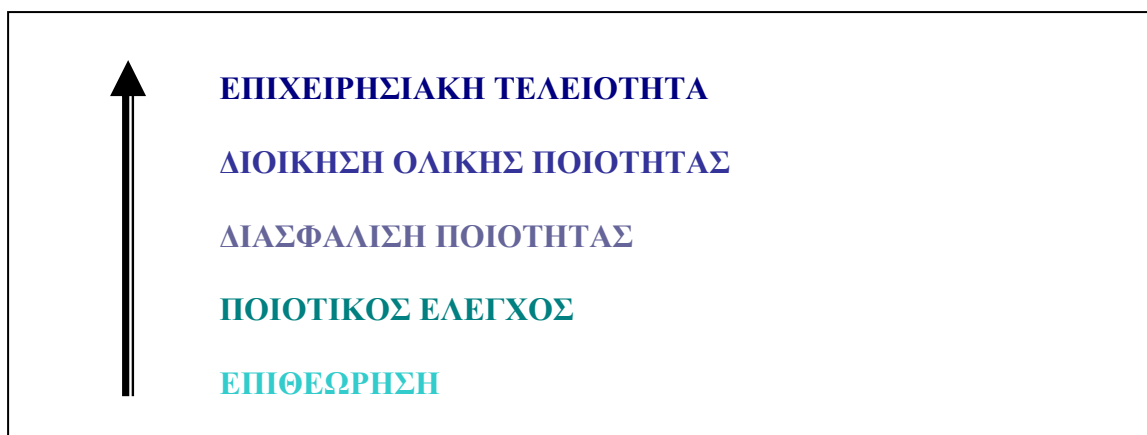 ΕΠΙΧΕΙΡΗΣΙΑΚΗ ΤΕΛΕΙΟΤΗΤΑ
ΔΙΟΙΚΗΣΗ ΟΛΙΚΗΣ ΠΟΙΟΤΗΤΑΣ
ΔΙΑΣΦΑΛΙΣΗ ΠΟΙΟΤΗΤΑΣ
ΠΟΙΟΤΙΚΟΣ ΕΛΕΓΧΟΣ
ΕΠΙΘΕΩΡΗΣΗ